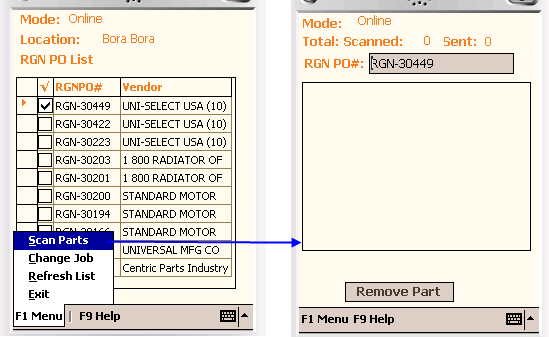 Mode: Online
Location: Bora Bora
RGN PO List
√ RGNPO# Vendor
RGN-30449 UNI-SELECT USA (10)
RGN-30422 UNI-SELECT USA (10)
RGN-30223 UNI-SELECT USA (10)
RGN-30203 1 800 RADIATOR OF
RGN-30201 1 800 RADIATOR OF
RGN-30200 STANDARD MOTOR
RGN-30194 STANDARD MOTOR
RGN-30166 STANDARD MOTOR
UNIVERSAL MFG CO
Centric Parts Industry
Scan Parts
Change Job
Refresh List
Exit
F1 Menu | F9 Help
Mode: Online
Total: Scanned: 0 Sent: 0
RGN PO#: RGN-30449
Remove Part
F1 Menu F9 Help